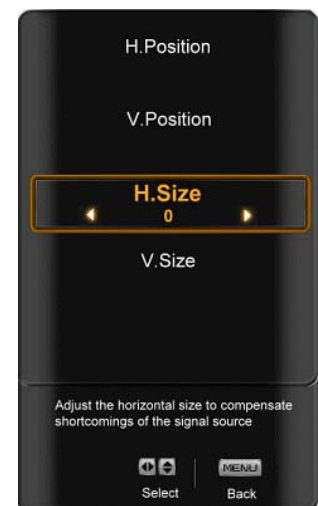 H.Position
V.Position
H.Size
0
V.Size
Adjust the horizontal size to compensate
shortcomings of the signal source
MENU
Select Back